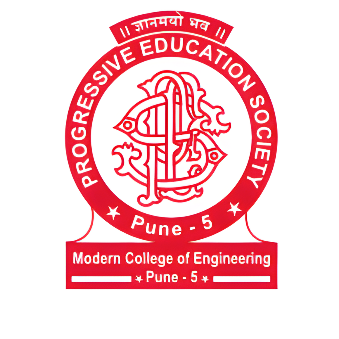 || ज्ञानमयो भव ||
PROGRESSIVE EDUCATION SOCIETY
Pune - 5
Modern College of Engineering
Pune - 5